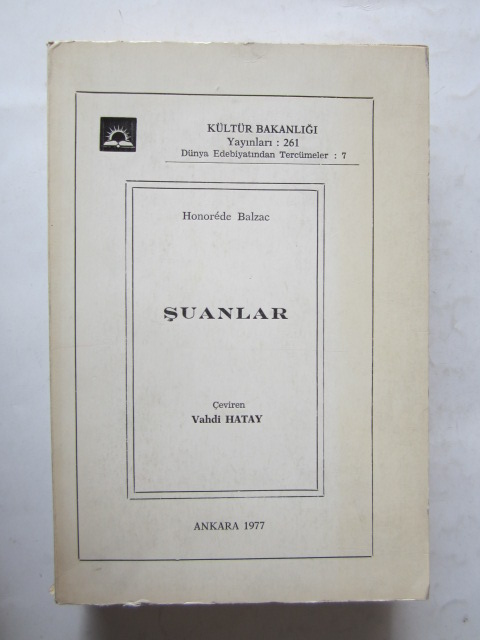 KÜLTÜR BAKANLIĞI
Yayınları : 261
Dünya Edebiyatından Tercümeler : 7
Honoréde Balzac
ŞUANLAR
Çeviren
Vahdi HATAY
ANKARA 1977